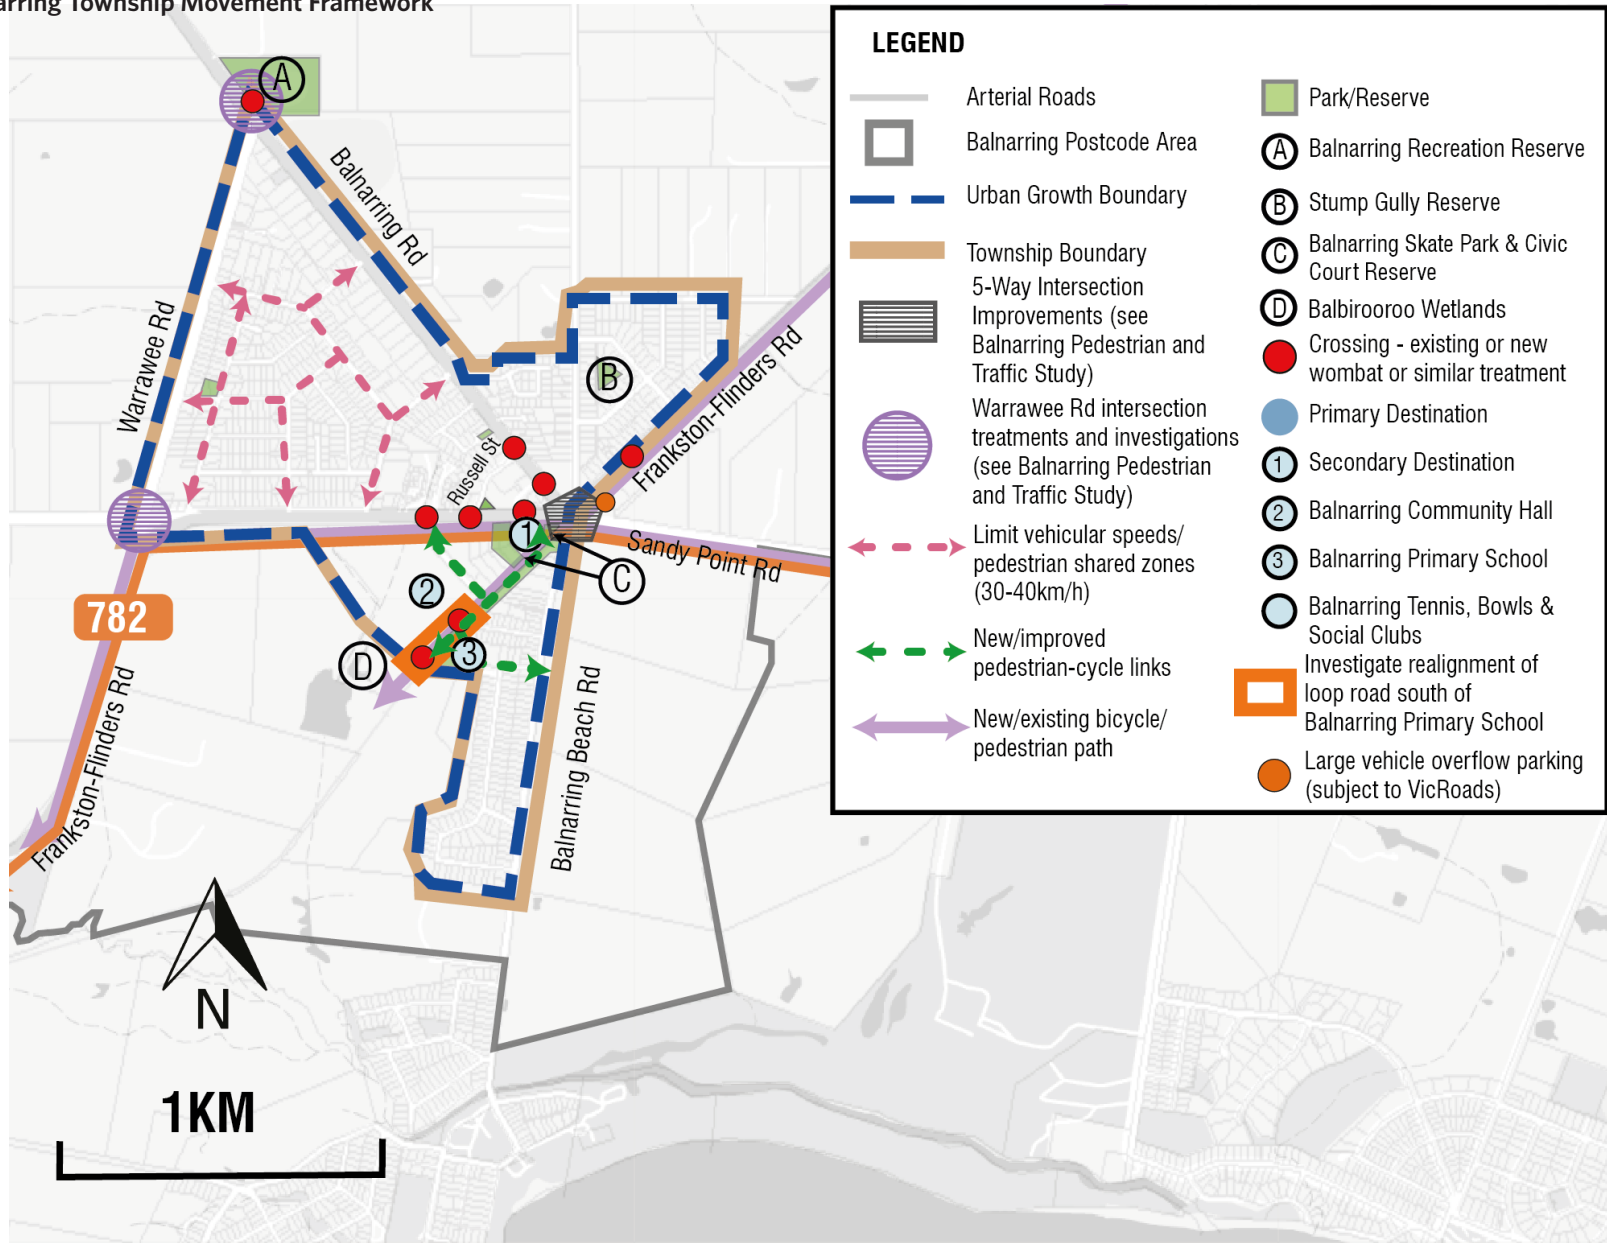 arring Township Movement Framework
A
Balnarring Rd
Warrawee Rd
B
Frankston-Flinders Rd
Russell St
1
Sandy Point Rd
C
2
782
3
D
Frankston-Flinders Rd
Balnarring Beach Rd
N
1KM
LEGEND
Arterial Roads
Balnarring Postcode Area
Urban Growth Boundary
Township Boundary
5-Way Intersection
Improvements (see
Balnarring Pedestrian and
Traffic Study)
Warrawee Rd intersection
treatments and investigations
(see Balnarring Pedestrian
and Traffic Study)
Limit vehicular speeds/
pedestrian shared zones
(30-40km/h)
New/improved
pedestrian-cycle links
New/existing bicycle/
pedestrian path
Park/Reserve
A Balnarring Recreation Reserve
B Stump Gully Reserve
C Balnarring Skate Park & Civic
Court Reserve
D Balbirooroo Wetlands
Crossing - existing or new
wombat or similar treatment
Primary Destination
1 Secondary Destination
2 Balnarring Community Hall
3 Balnarring Primary School
Balnarring Tennis, Bowls &
Social Clubs
Investigate realignment of
loop road south of
Balnarring Primary School
Large vehicle overflow parking
(subject to VicRoads)